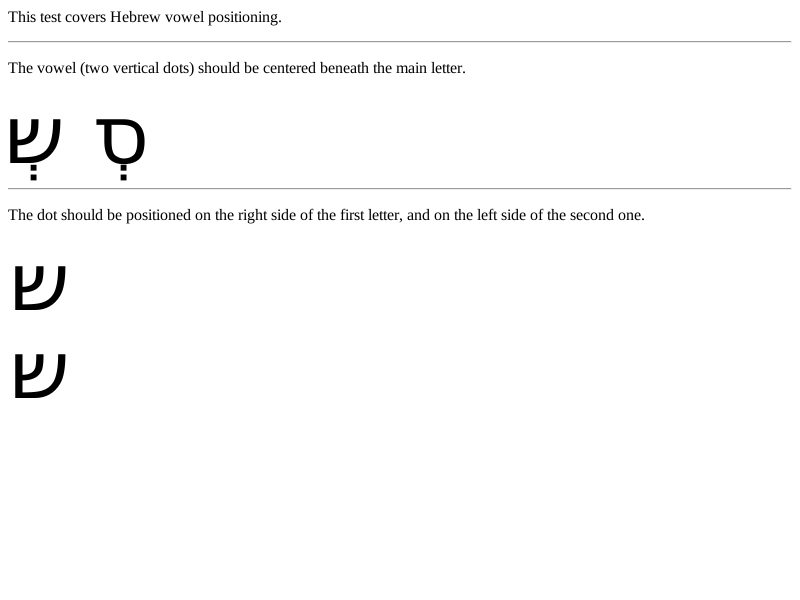 This test covers Hebrew vowel positioning.
The vowel (two vertical dots) should be centered beneath the main letter.
סְ שְ
The dot should be positioned on the right side of the first letter, and on the left side of the second one.
ש
ש